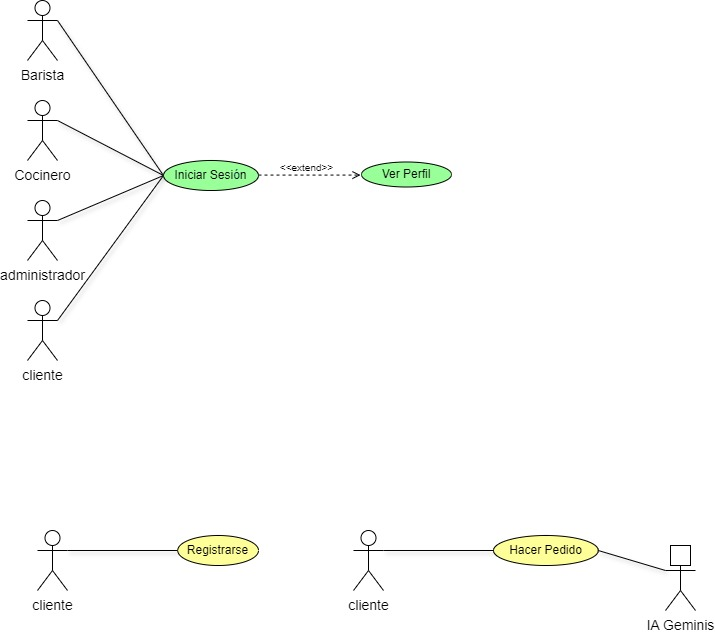 Barista
Cocinero
Iniciar Sesión
<<extend>>
Ver Perfil
administrador
cliente
cliente
Registrarse
cliente
Hacer Pedido
IA Geminis